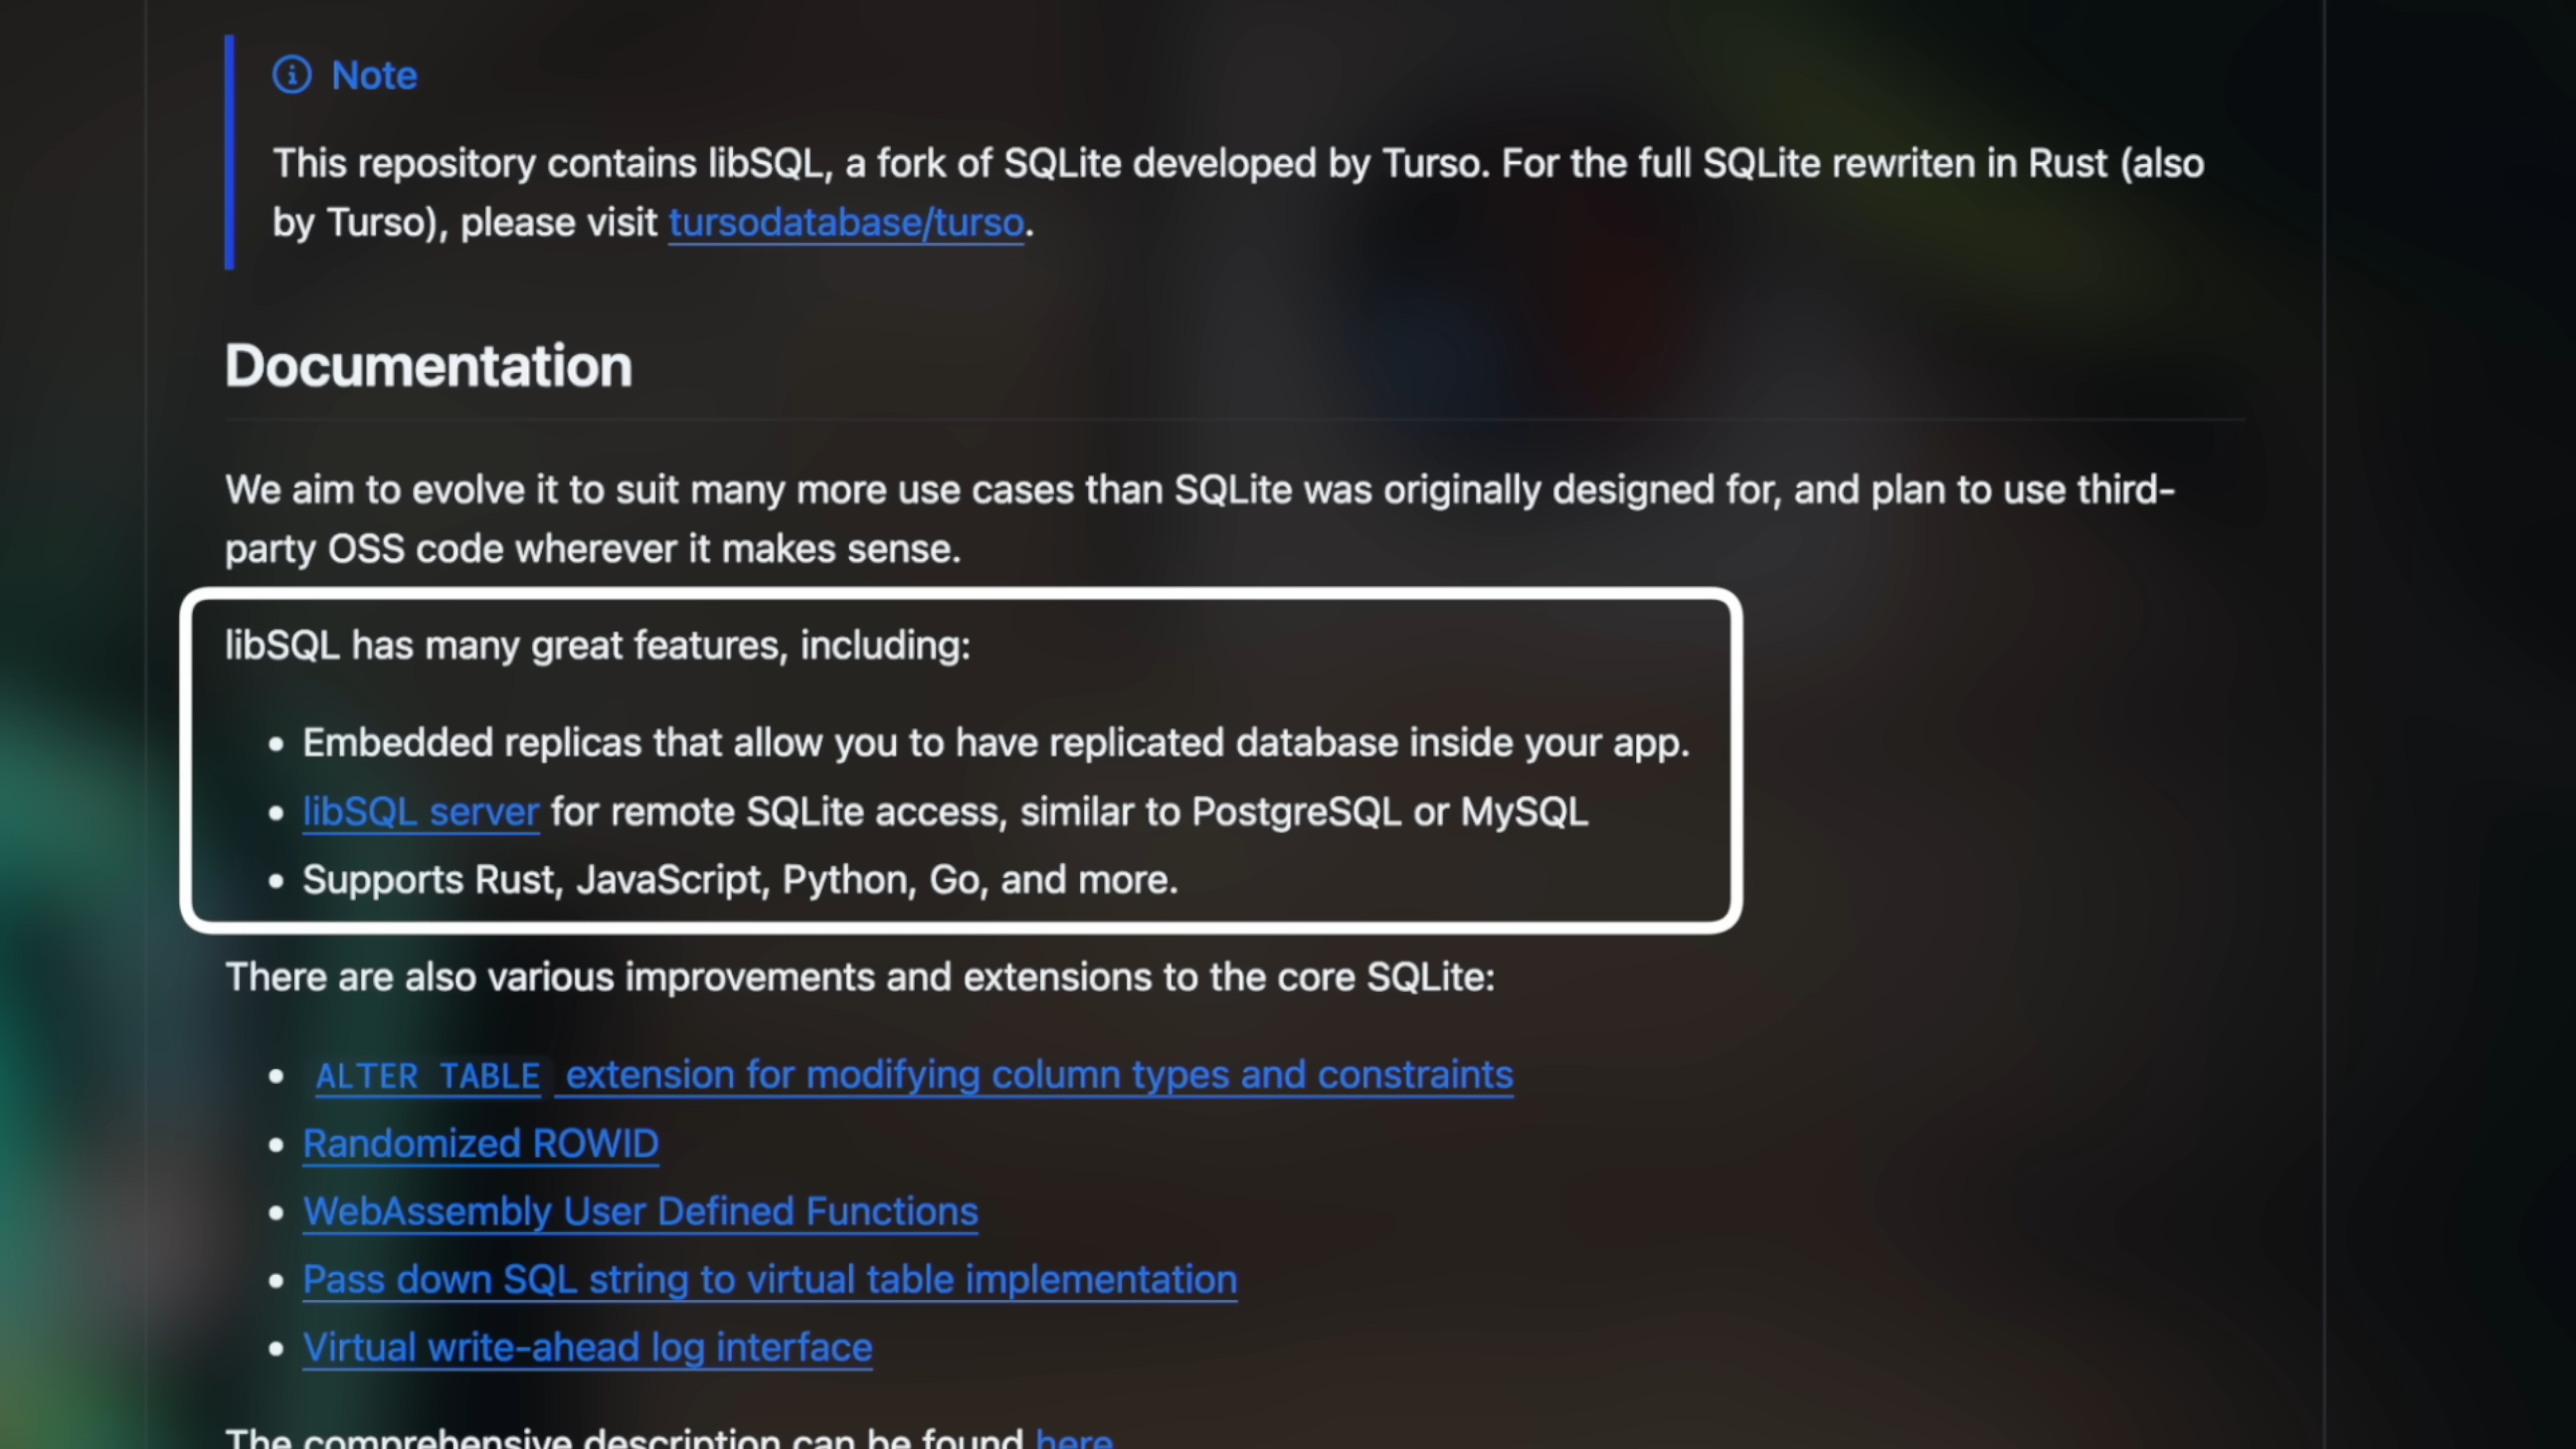 Note
This repository contains libSQL, a fork of SQLite developed by Turso. For the full SQLite rewriten in Rust (also
by Turso), please visit tursodatabase/turso.
Documentation
We aim to evolve it to suit many more use cases than SQLite was originally designed for, and plan to use third-
party OSS code wherever it makes sense.
libSQL has many great features, including:
• Embedded replicas that allow you to have replicated database inside your app.
• libSQL server for remote SQLite access, similar to PostgreSQL or MySQL
• Supports Rust, JavaScript, Python, Go, and more.
There are also various improvements and extensions to the core SQLite:
• ALTER TABLE extension for modifying column types and constraints
• Randomized ROWID
• WebAssembly User Defined Functions
• Pass down SQL string to virtual table implementation
• Virtual write-ahead log interface
The comprehensive description can be found here